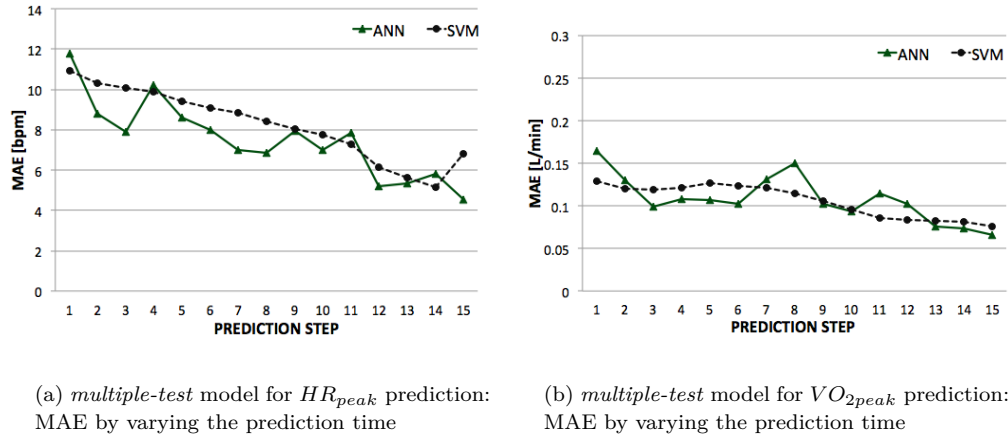 14
12
10
8
6
4
2
0
MAE [bpm]
ANN
SVM
1 2 3 4 5 6 7 8 9 10 11 12 13 14 15
PREDICTION STEP
(a) multiple-test model for HRpeak prediction:
MAE by varying the prediction time
0.3
0.25
0.2
0.15
0.1
0.05
0
MAE [L/min]
ANN
SVM
1 2 3 4 5 6 7 8 9 10 11 12 13 14 15
PREDICTION STEP
(b) multiple-test model for VO2peak prediction:
MAE by varying the prediction time